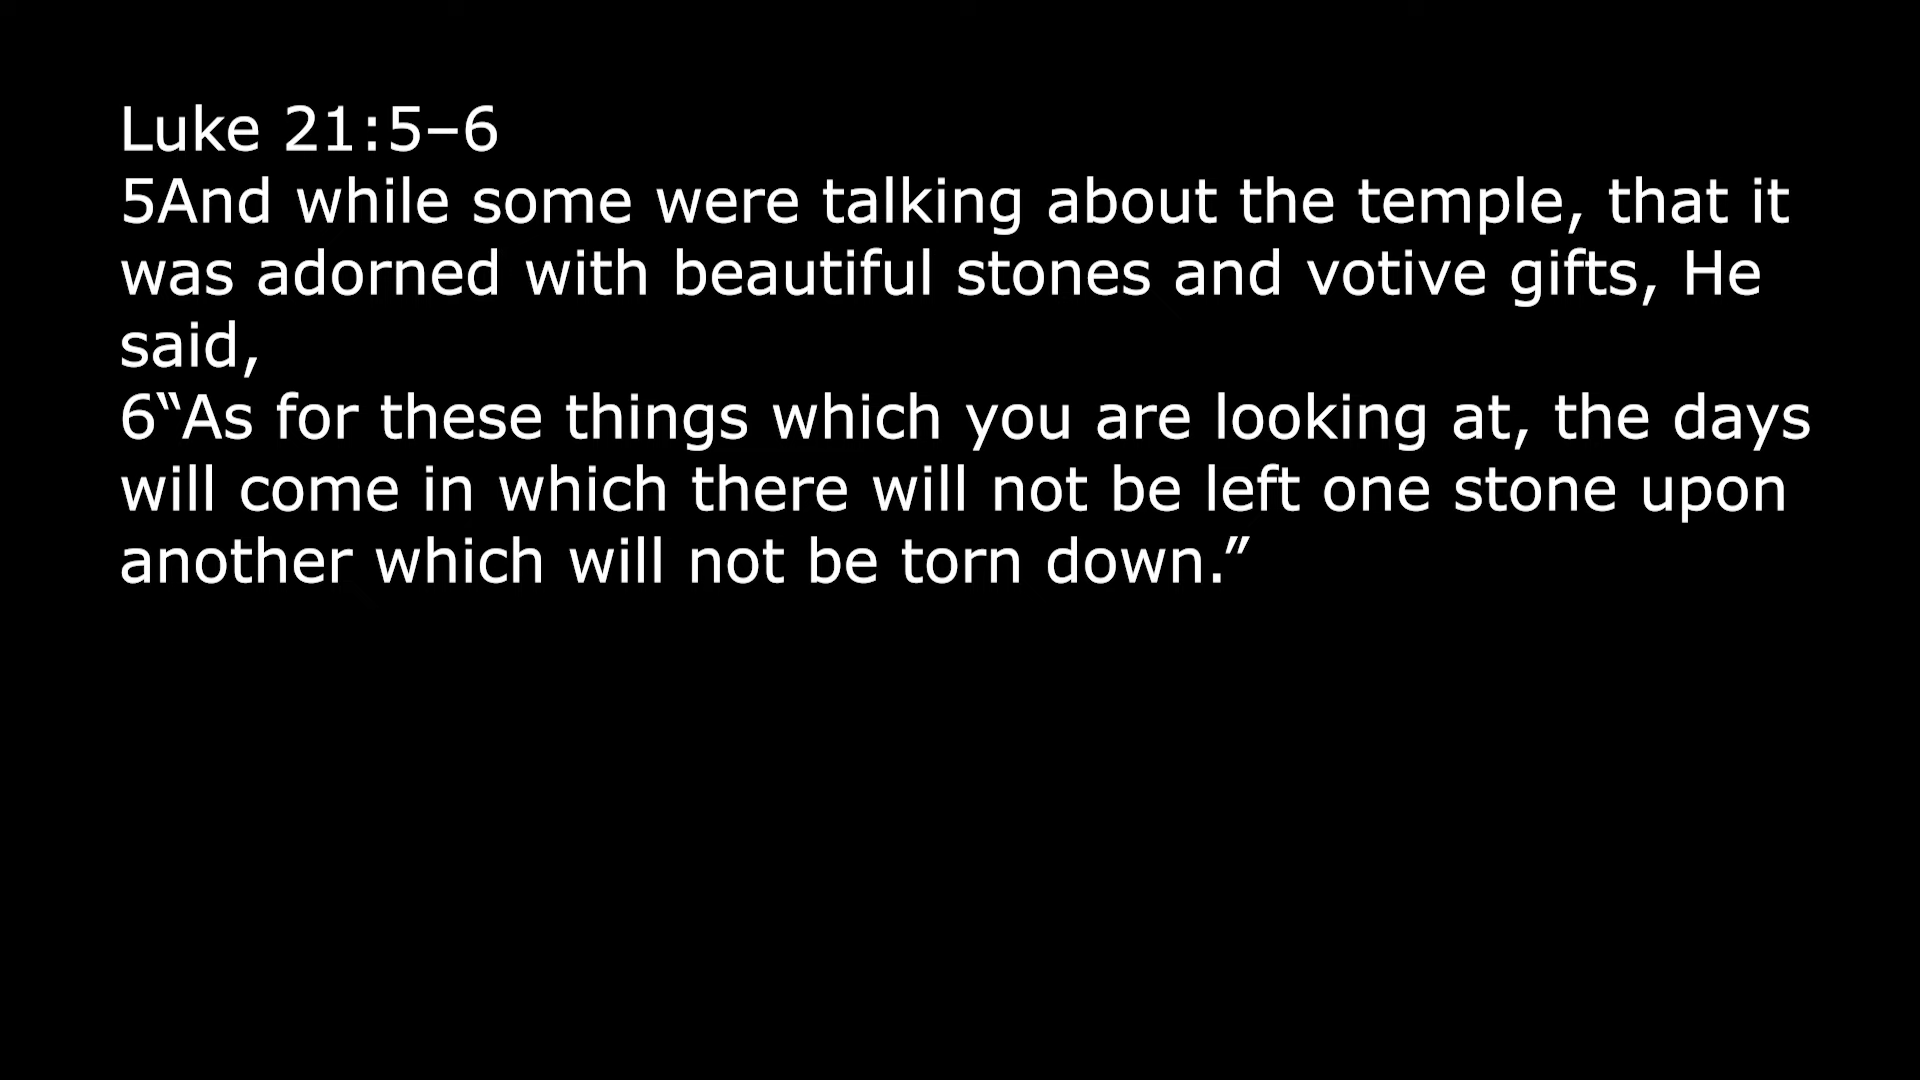 Luke 21:5–6
5And while some were talking about the temple, that it
was adorned with beautiful stones and votive gifts, He
said,
6“As for these things which you are looking at, the days
will come in which there will not be left one stone upon
another which will not be torn down.”